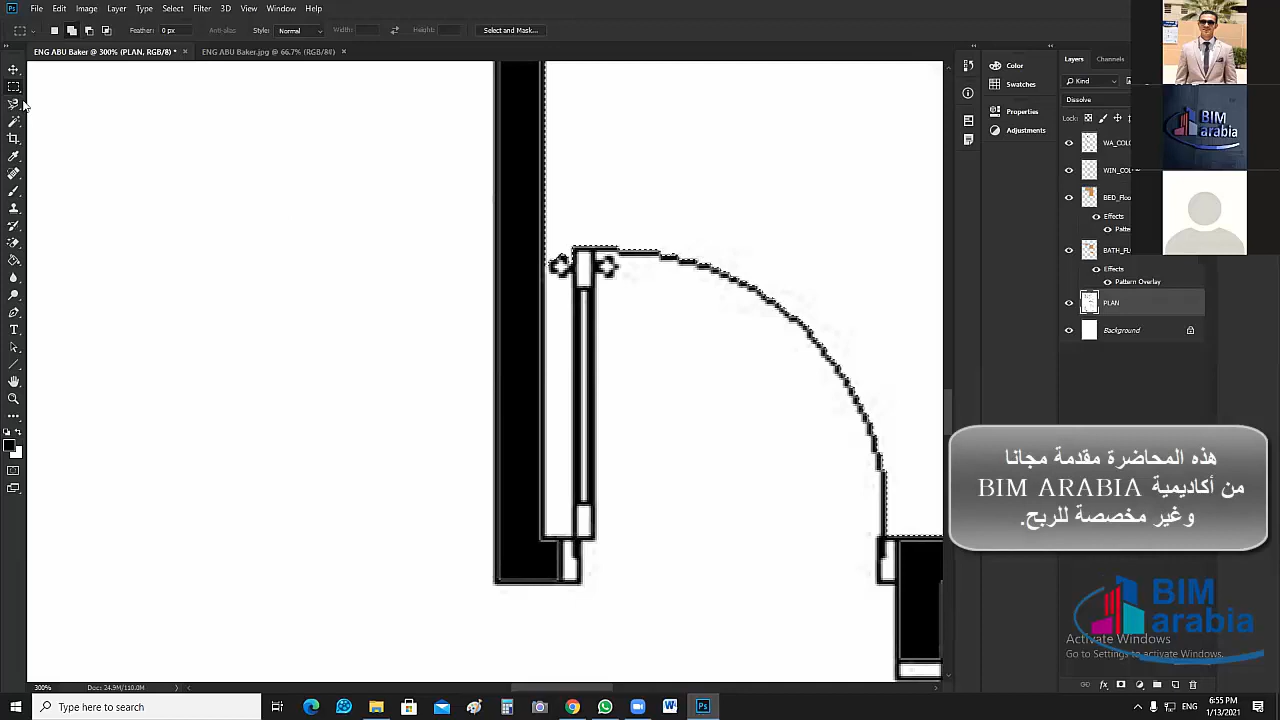 File Edit Image Layer Type Select Filter 3D View Window Help
Feather: 0 px Anti-alias Style: Normal Width: Height: Select and Mask...
ENG ABU Baker @ 300% (PLAN, RGB/8) * × ENG ABU Baker.jpg @ 66.7% (RGB/8#) ×
Color
Swatches
Properties
Adjustments
Layers Channels
Kind
Dissolve
Lock:
WA_COLO
WIN_CO
BED_Floo
Effects
Patte
BATH_FL
Effects
Pattern Overlay
PLAN
Background
BIM
arabia
هذه المحاضرة مقدمة مجانا
من أكاديمية BIM ARABIA
وغير مخصصة للربح.
BIM
arabia
Activate Windows
Go to Settings to activate Windows.
300% Doc: 24.9M/110.0M
Type here to search
ENG
6:55 PM
1/13/2021